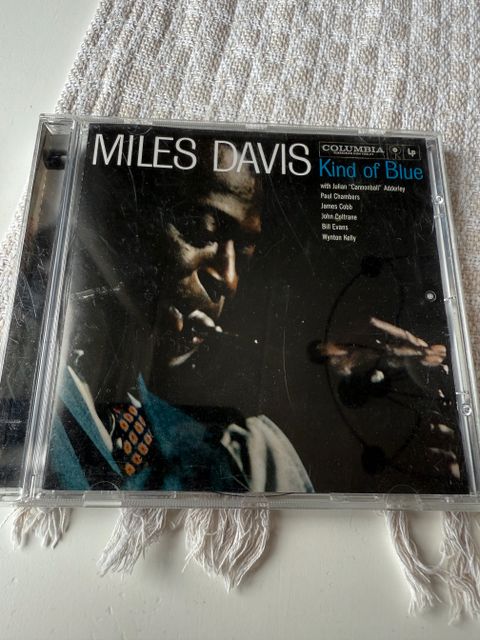 MILES DAVIS
COLUMBIA
LP
Kind of Blue
with Julian "Cannonball" Adderley
Paul Chambers
James Cobb
John Coltrane
Bill Evans
Wynton Kelly